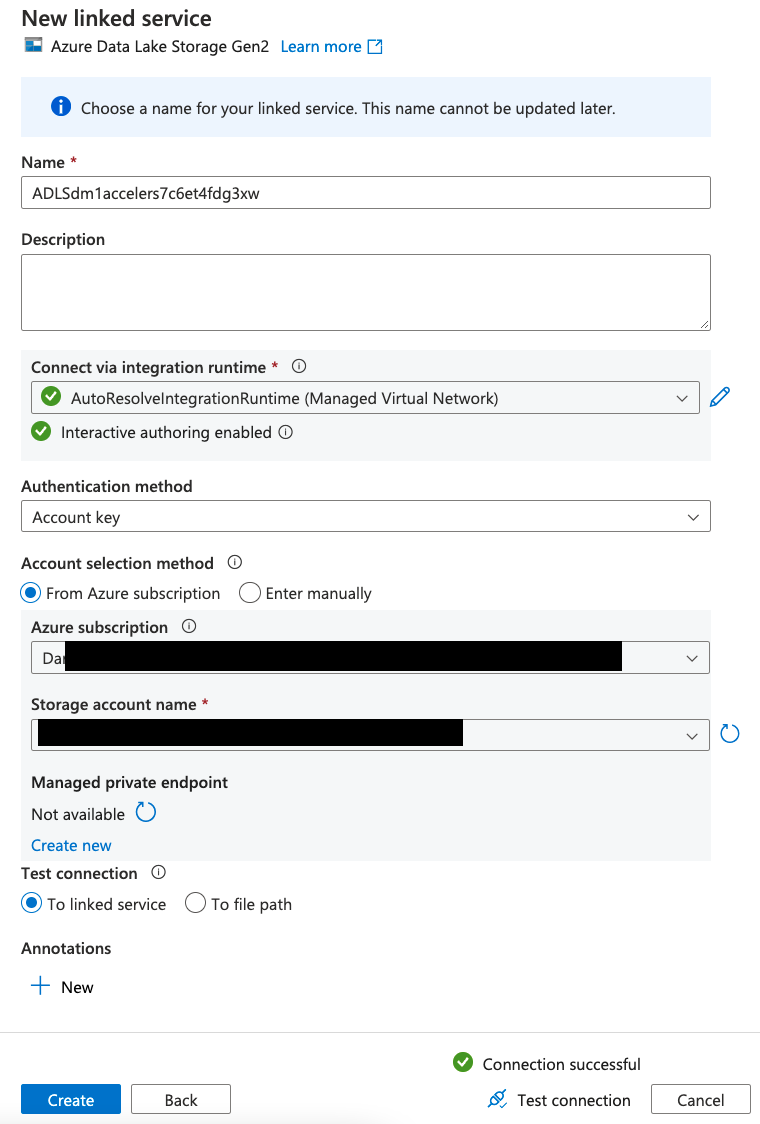 New linked service
Azure Data Lake Storage Gen2 Learn more
Choose a name for your linked service. This name cannot be updated later.
Name *
ADLSdm1accelers7c6et4fdg3xw
Description
Connect via integration runtime *
AutoResolveIntegrationRuntime (Managed Virtual Network)
Interactive authoring enabled
Authentication method
Account key
Account selection method
From Azure subscription Enter manually
Azure subscription
Storage account name *
Managed private endpoint
Not available
Create new
Test connection
To linked service To file path
Annotations
New
Connection successful
Create Back Test connection Cancel